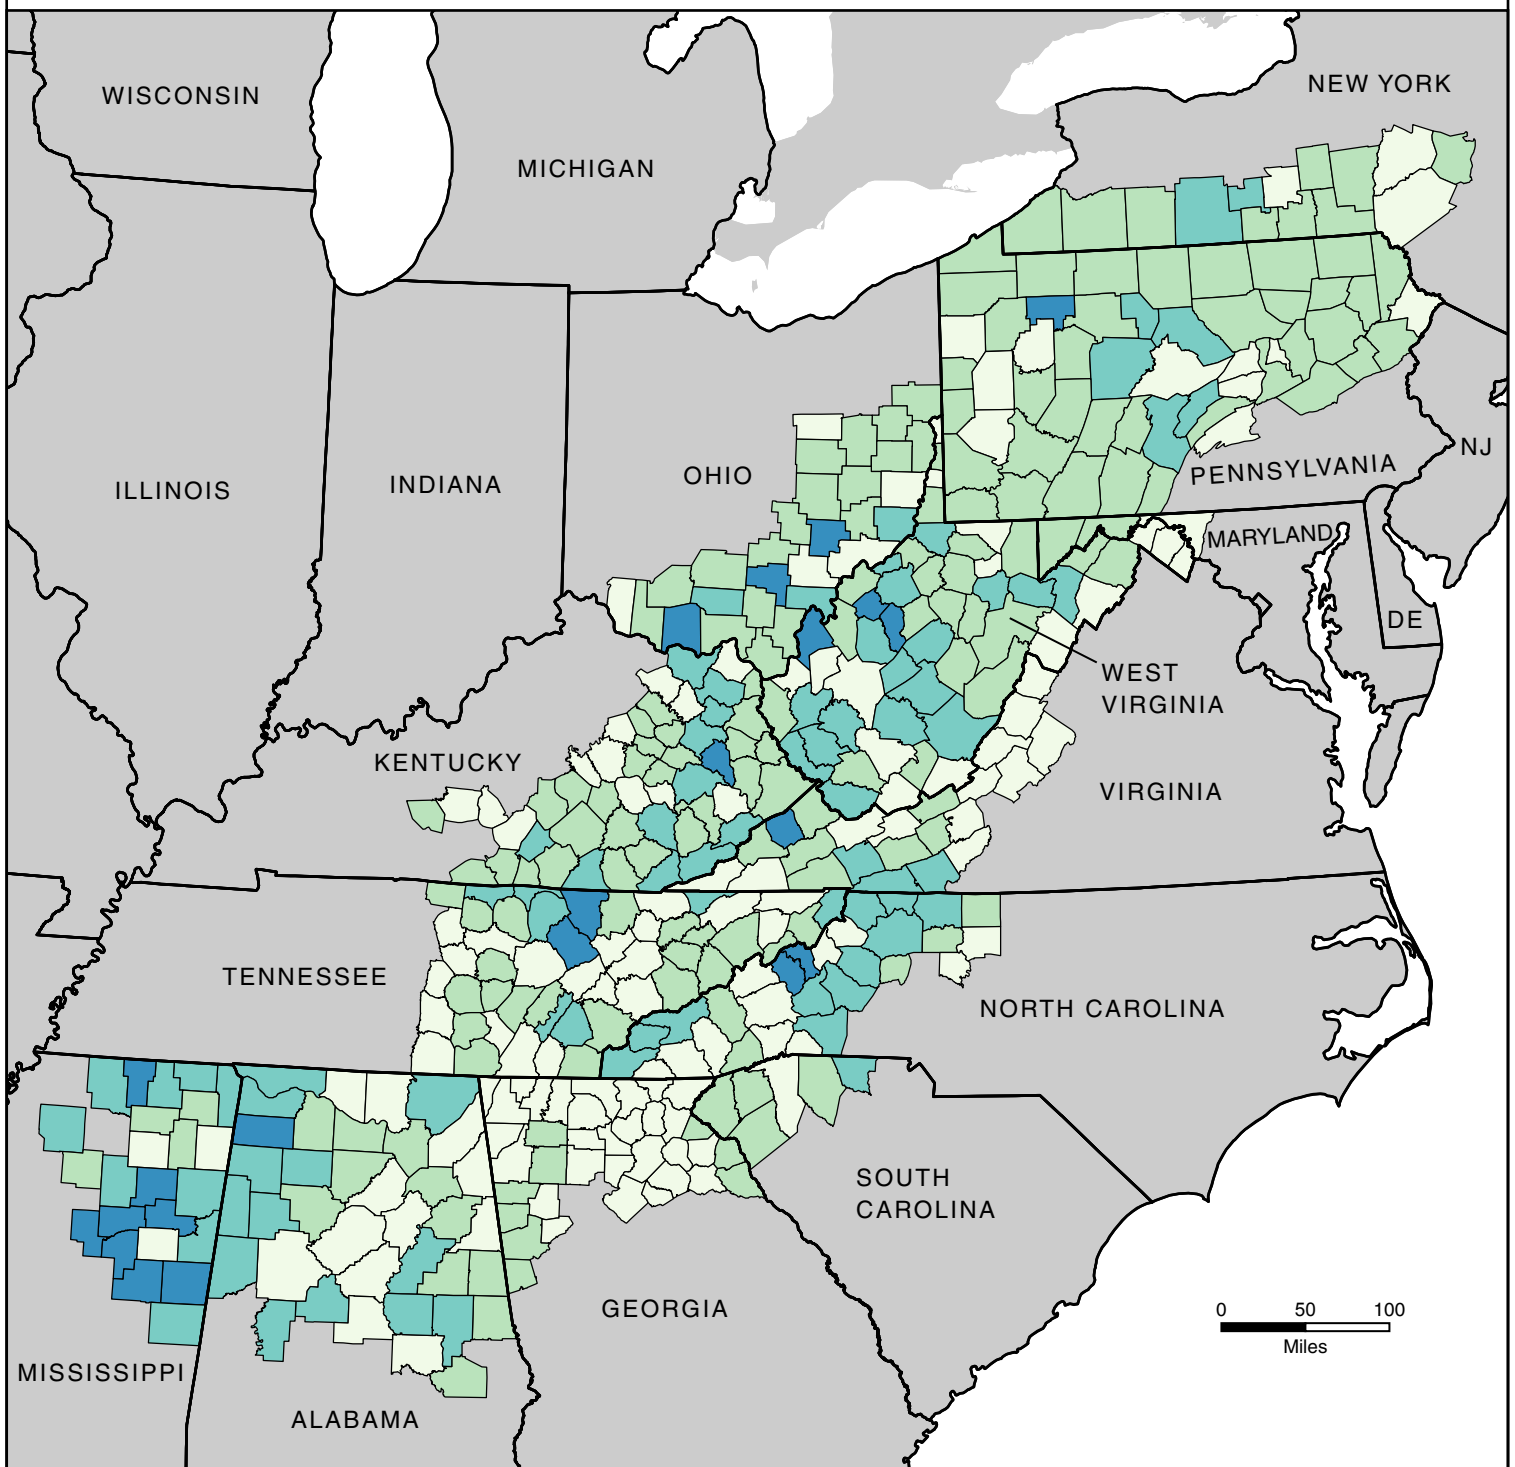 NEW YORK
WISCONSIN
MICHIGAN
NJ
PENNSYLVANIA
OHIO
INDIANA
ILLINOIS
MARYLAND
DE
WEST
VIRGINIA
KENTUCKY
VIRGINIA
TENNESSEE
NORTH CAROLINA
SOUTH
CAROLINA
GEORGIA
0 50 100
Miles
MISSISSIPPI
ALABAMA